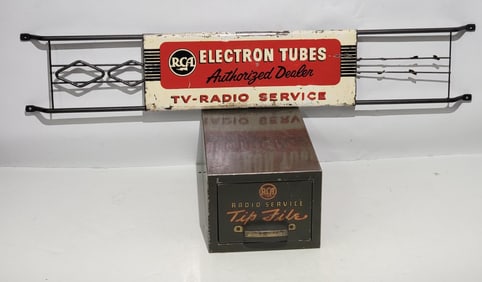 RCA ELECTRON TUBES
Authorized Dealer
TV-RADIO SERVICE
RCA
RADIO SERVICE
Tip File